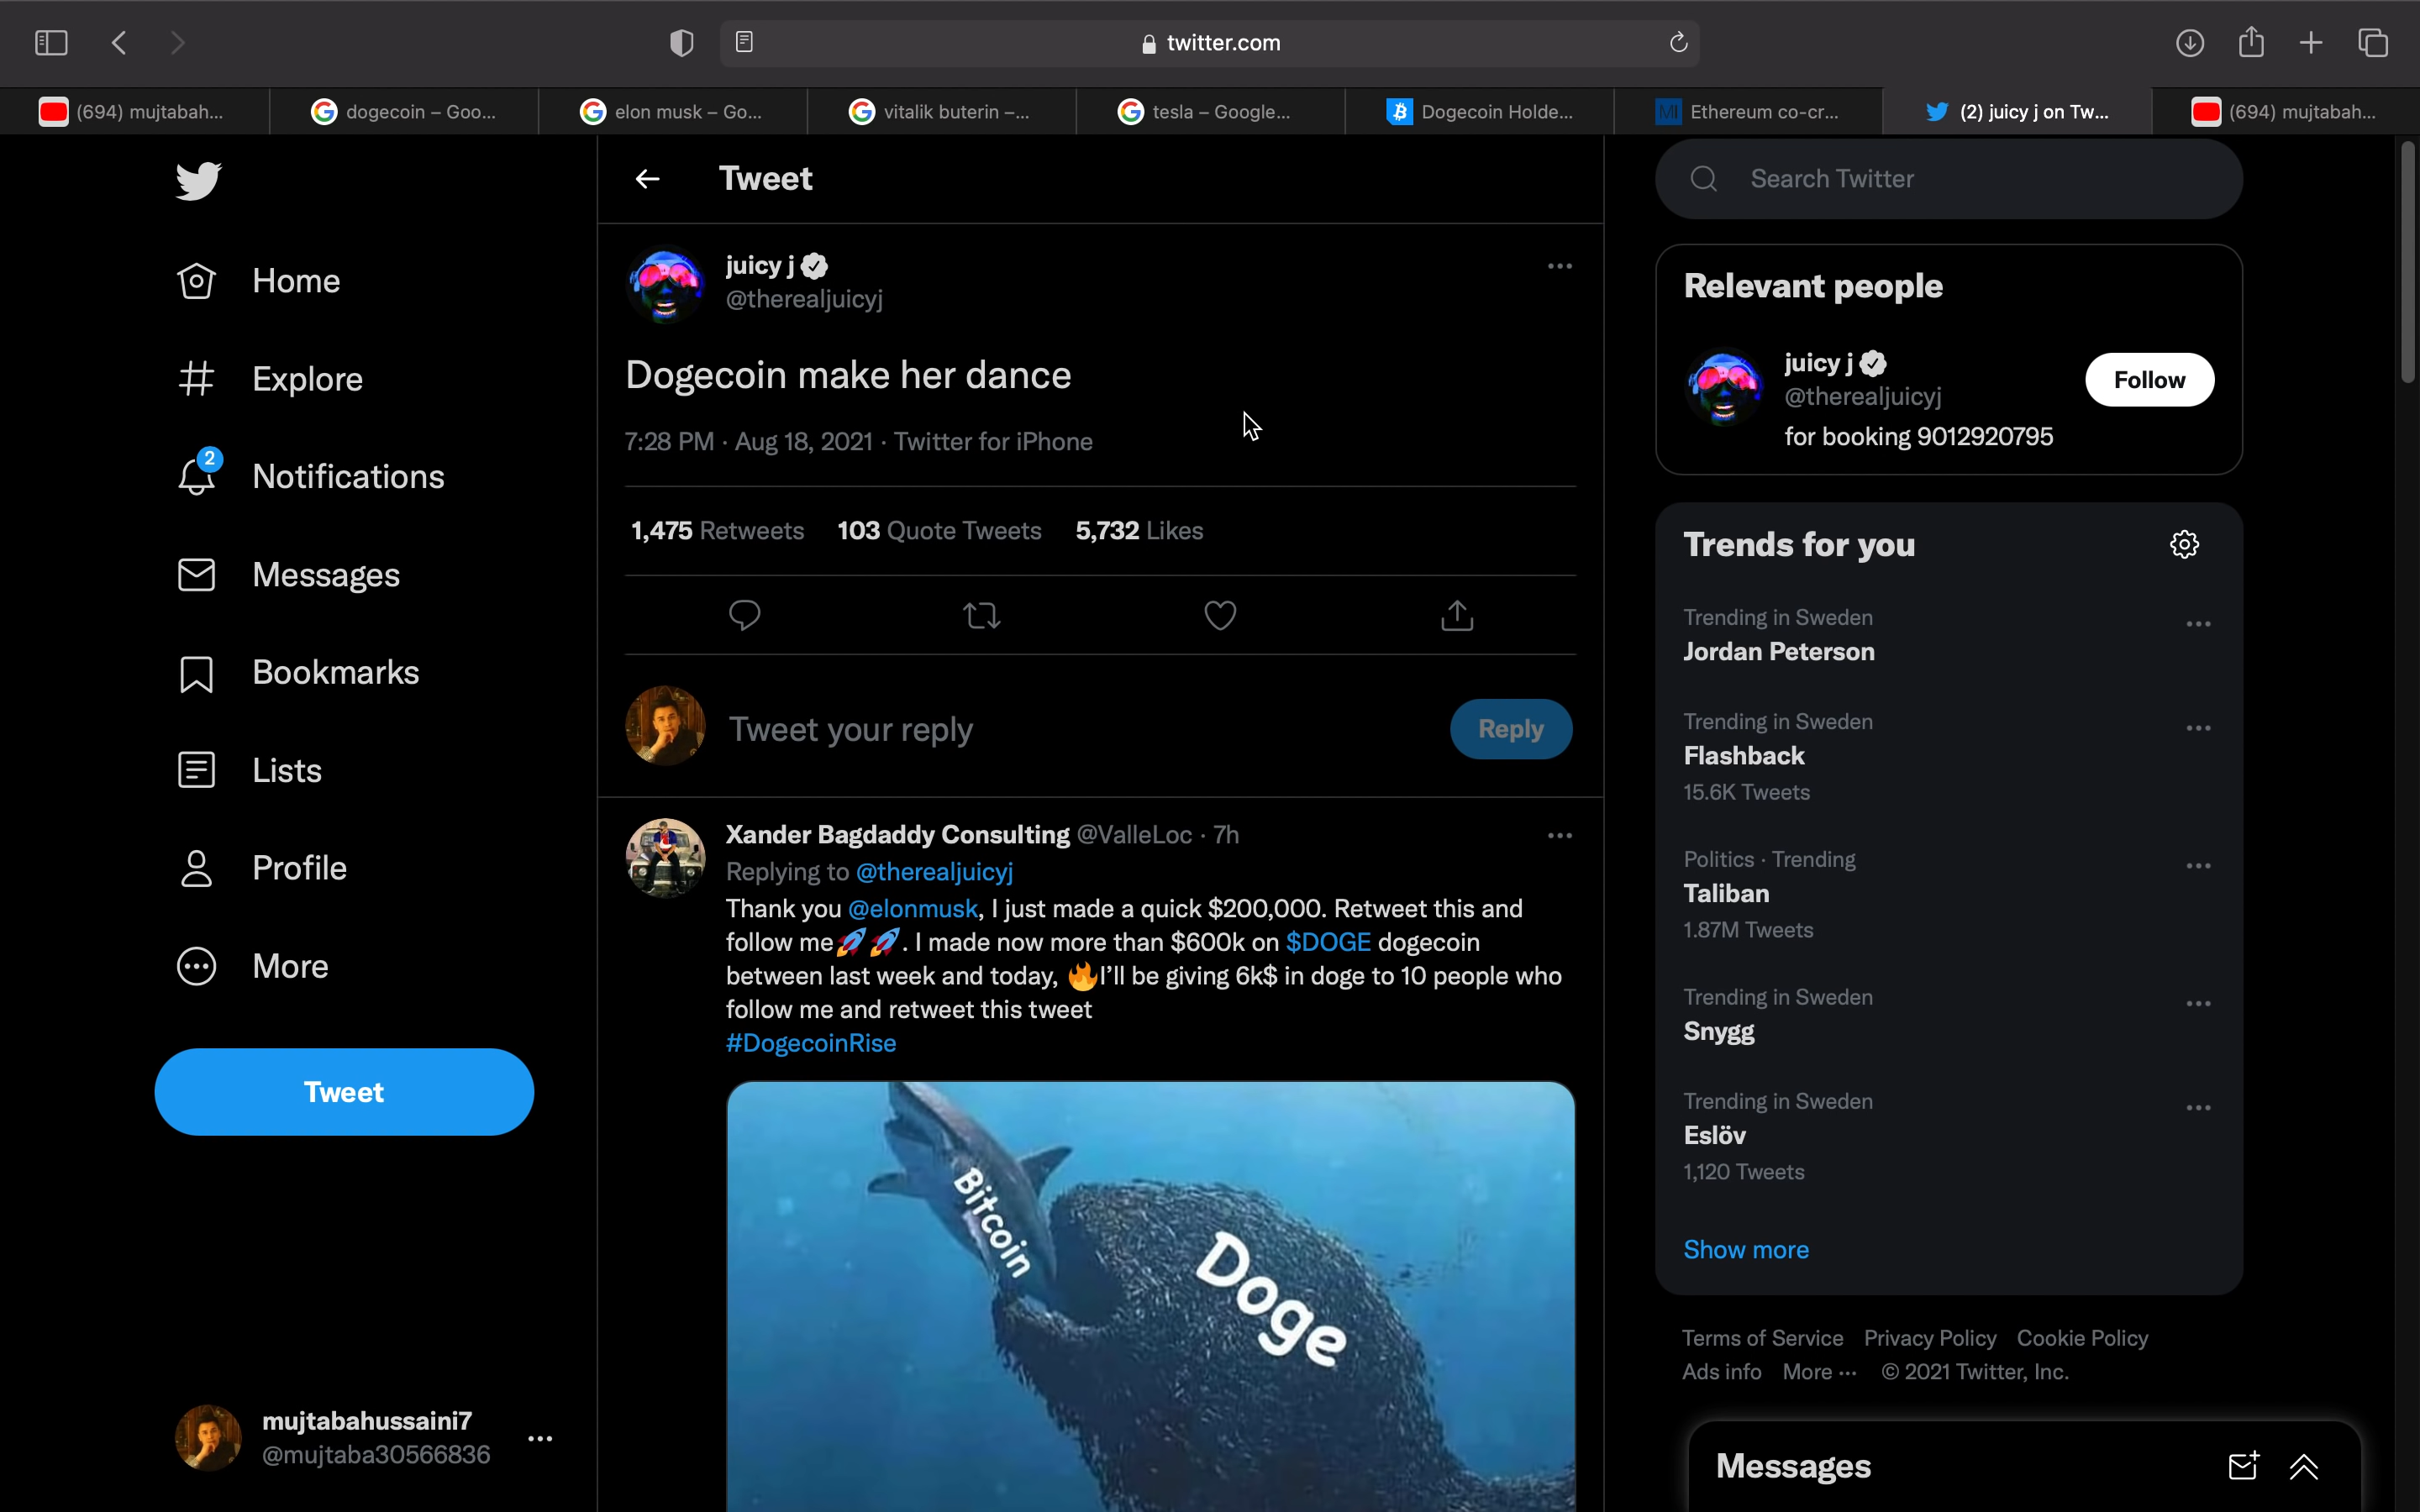 twitter.com
(694) mujtabah...
dogecoin – Goo...
elon musk – Go...
vitalik buterin –...
tesla – Google...
Dogecoin Holde...
MI
Ethereum co-cr...
(2) juicy j on Tw...
(694) mujtabah...
Home
Explore
2
Notifications
Messages
Bookmarks
Lists
Profile
More
Tweet
mujtabahussaini7
@mujtaba30566836
Tweet
juicy j
@therealjuicyj
Dogecoin make her dance
7:28 PM · Aug 18, 2021 · Twitter for iPhone
1,475 Retweets 103 Quote Tweets 5,732 Likes
Tweet your reply
Reply
Xander Bagdaddy Consulting @ValleLoc · 7h
Replying to @therealjuicyj
Thank you @elonmusk, I just made a quick $200,000. Retweet this and
follow me🚀🚀. I made now more than $600k on $DOGE dogecoin
between last week and today, 🔥I’ll be giving 6k$ in doge to 10 people who
follow me and retweet this tweet
#DogecoinRise
Bitcoin
Doge
Search Twitter
Relevant people
juicy j
@therealjuicyj
Follow
for booking 9012920795
Trends for you
Trending in Sweden
Jordan Peterson
Trending in Sweden
Flashback
15.6K Tweets
Politics · Trending
Taliban
1.87M Tweets
Trending in Sweden
Snygg
Trending in Sweden
Eslöv
1,120 Tweets
Show more
Terms of Service Privacy Policy Cookie Policy
Ads info More ··· © 2021 Twitter, Inc.
Messages